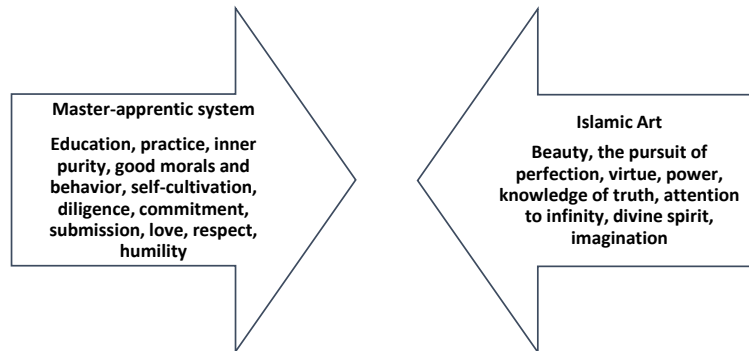 Master-apprentic system
Education, practice, inner
purity, good morals and
behavior, self-cultivation,
diligence, commitment,
submission, love, respect,
humility
Islamic Art
Beauty, the pursuit of
perfection, virtue, power,
knowledge of truth, attention
to infinity, divine spirit,
imagination